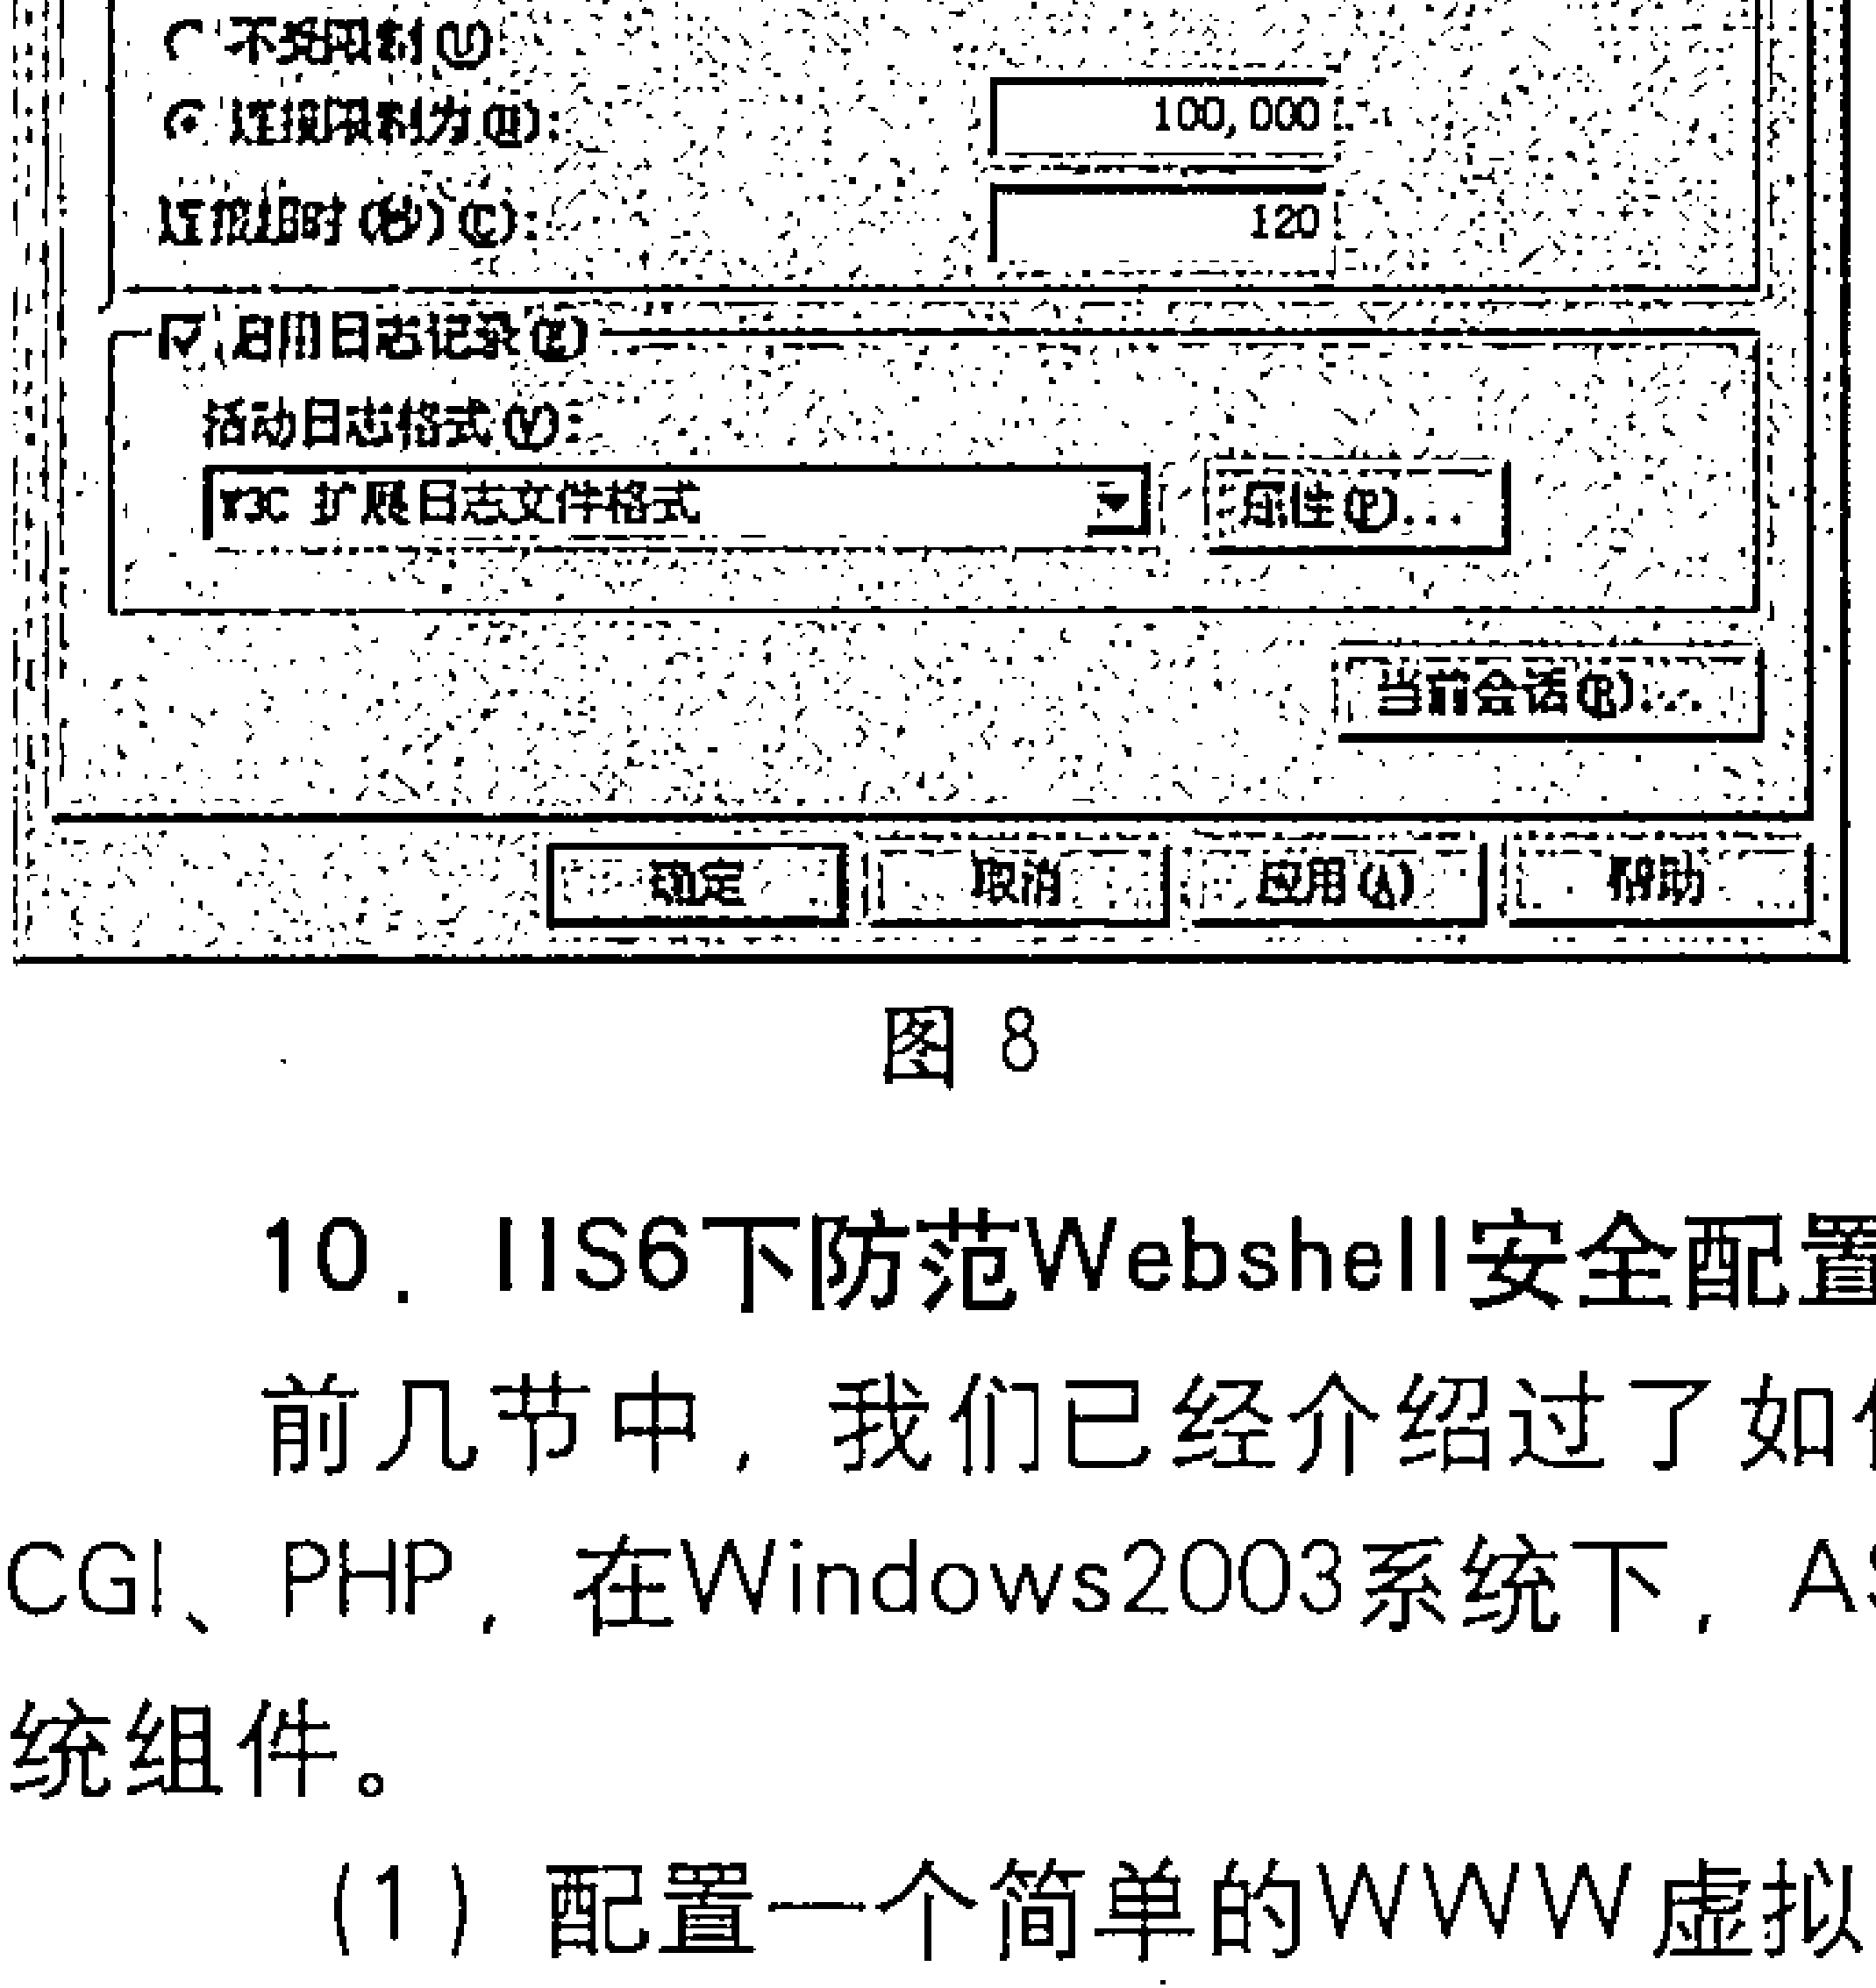 不受限制(U)
连接限制为(M): 100,000
连接超时(秒)(C): 120
启用日志记录(E)
活动日志格式(V):
W3C 扩展日志文件格式 属性(P)...
当前会话(R)...
确定 取消 应用(A) 帮助
图 8
10. IIS6下防范Webshell安全配置
前几节中,我们已经介绍过了如
CGI、PHP,在Windows2003系统下,AS
统组件。
(1)配置一个简单的WWW虚拟